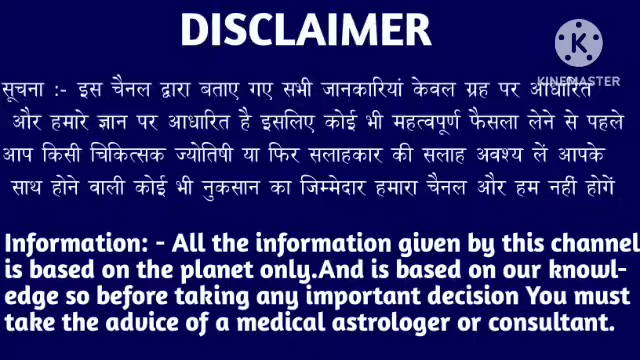 DISCLAIMER
KINEMASTER
सूचना :- इस चैनल द्वारा बताए गए सभी जानकारियां केवल ग्रह पर आधारित
और हमारे ज्ञान पर आधारित है इसलिए कोई भी महत्वपूर्ण फैसला लेने से पहले
आप किसी चिकित्सक ज्योतिषी या फिर सलाहकार की सलाह अवश्य लें आपके
साथ होने वाली कोई भी नुकसान का जिम्मेदार हमारा चैनल और हम नहीं होगें
Information: - All the information given by this channel
is based on the planet only.And is based on our knowl-
edge so before taking any important decision You must
take the advice of a medical astrologer or consultant.